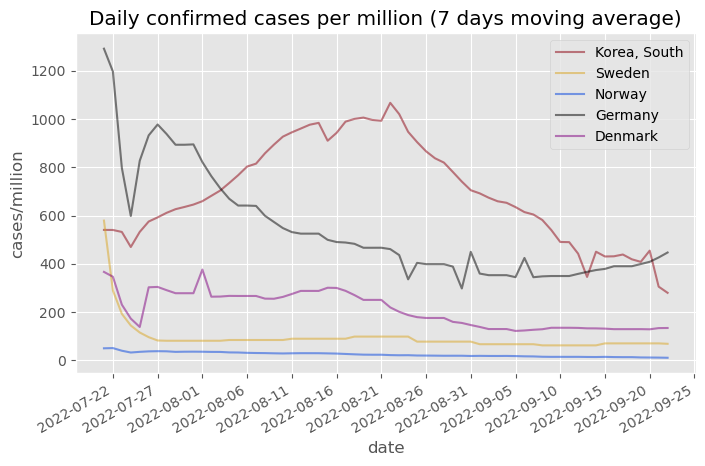 Daily confirmed cases per million (7 days moving average)
Korea, South
Sweden
Norway
Germany
Denmark
1200
1000
800
600
400
200
0
cases/million
2022-07-22
2022-07-27
2022-08-01
2022-08-06
2022-08-11
2022-08-16
2022-08-21
2022-08-26
2022-08-31
2022-09-05
2022-09-10
2022-09-15
2022-09-20
2022-09-25
date